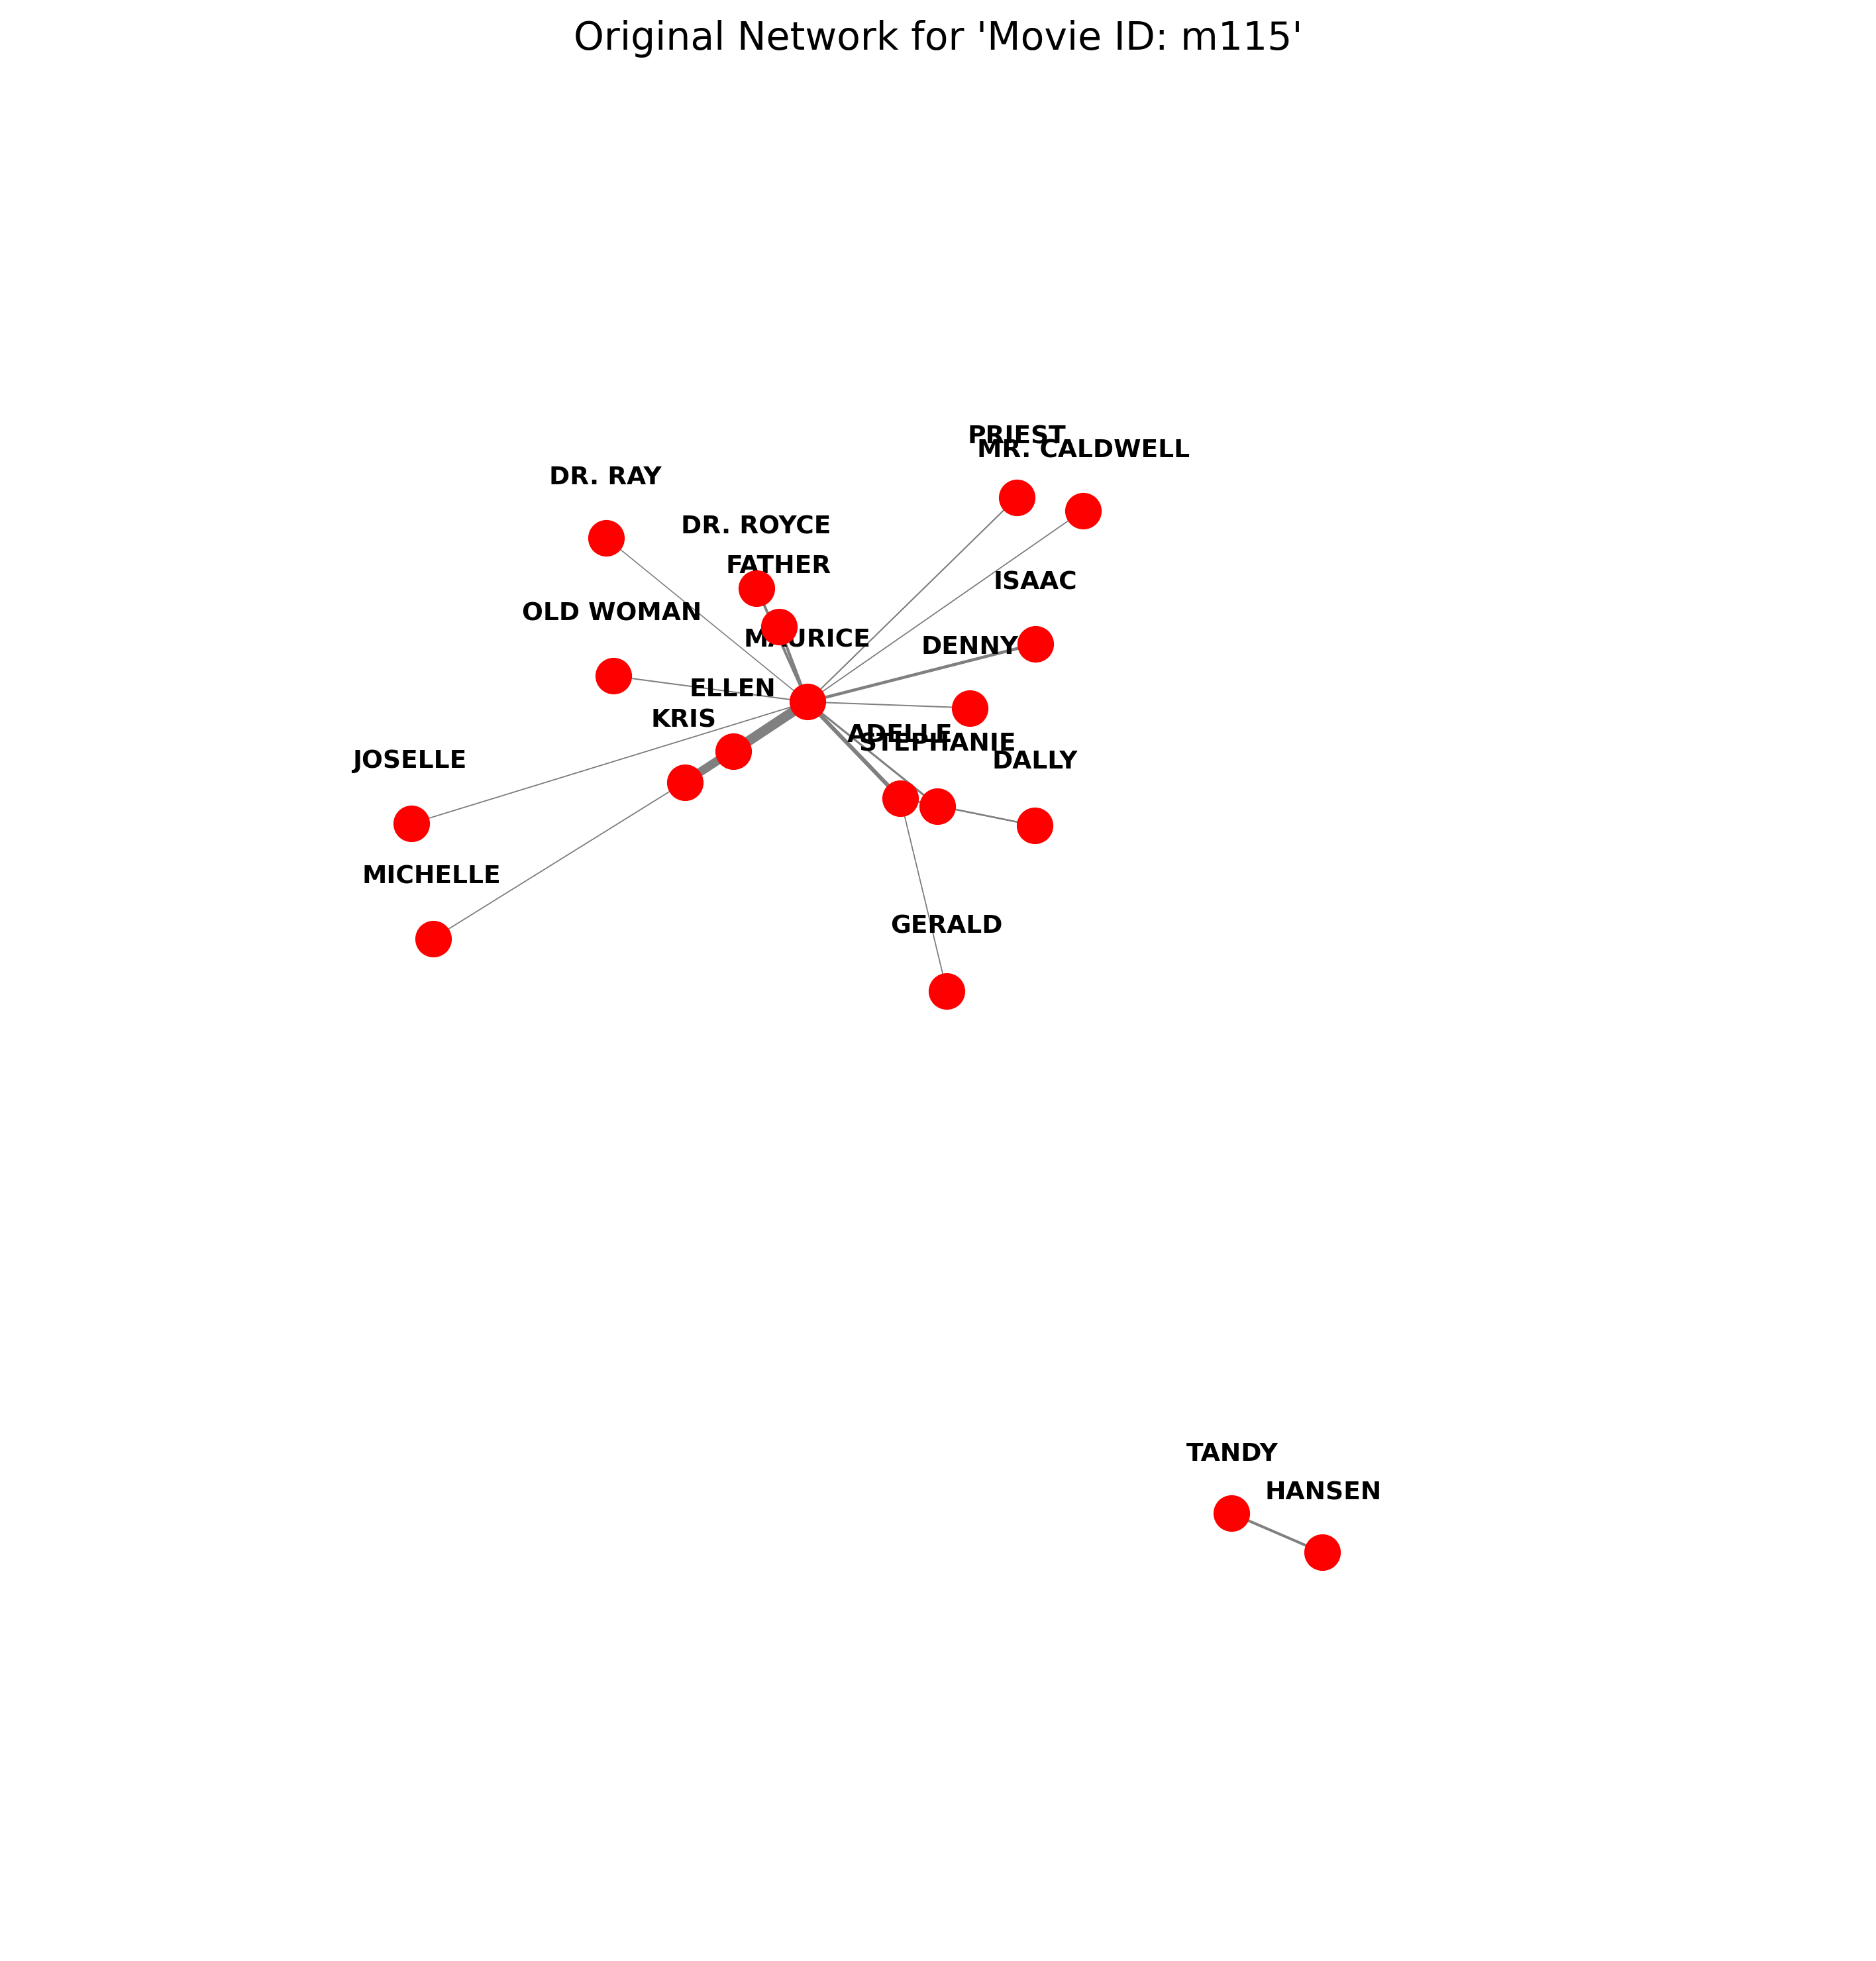 Original Network for 'Movie ID: m115'
PRIEST
MR. CALDWELL
DR. RAY
DR. ROYCE
FATHER
ISAAC
OLD WOMAN
MAURICE
DENNY
ELLEN
KRIS
ADELLE
STEPHANIE
JOSELLE
DALLY
MICHELLE
GERALD
TANDY
HANSEN